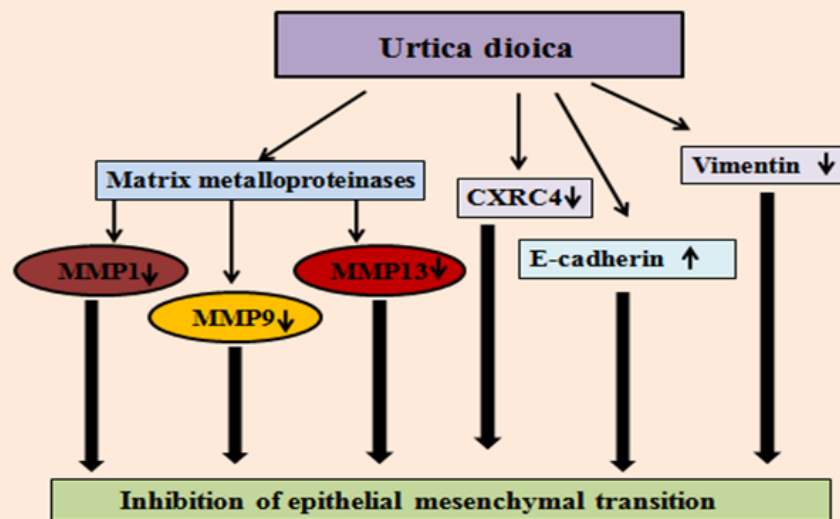 Urtica dioica
Matrix metalloproteinases
Vimentin ↓
CXRC4↓
MMP1↓
MMP13↓
E-cadherin ↑
MMP9↓
Inhibition of epithelial mesenchymal transition